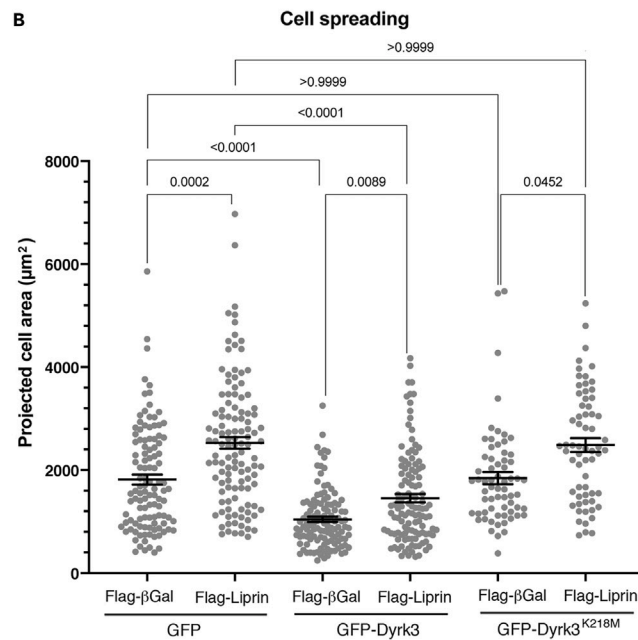 B
Cell spreading
>0.9999
>0.9999
<0.0001
<0.0001
0.0002
0.0089
0.0452
Projected cell area (μm²)
8000
6000
4000
2000
0
Flag-βGal Flag-Liprin Flag-βGal Flag-Liprin Flag-βGal Flag-Liprin
GFP GFP-Dyrk3 GFP-Dyrk3K218M